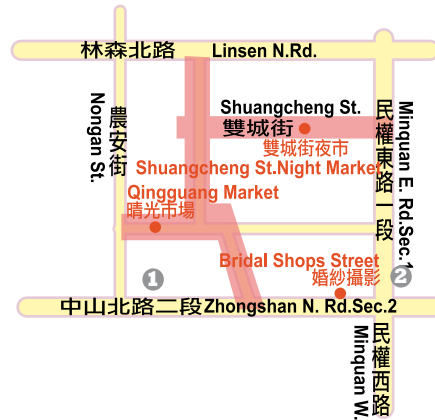 林森北路 Linsen N.Rd.
農安街
Nongan St.
Shuangcheng St.
雙城街
雙城街夜市
Shuangcheng St.Night Market
Qingguang Market
晴光市場
民權東路一段
Minquan E. Rd.Sec.1
Bridal Shops Street
婚紗攝影
1
2
中山北路二段 Zhongshan N. Rd.Sec.2
民權西路
Minquan W.